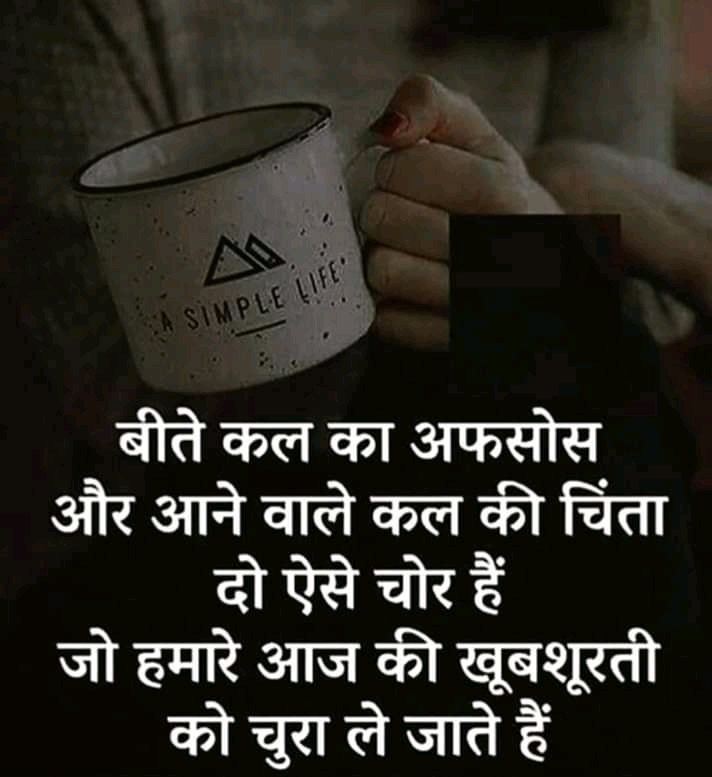 A SIMPLE LIFE
बीते कल का अफसोस
और आने वाले कल की चिंता
दो ऐसे चोर हैं
जो हमारे आज की खूबशूरती
को चुरा ले जाते हैं